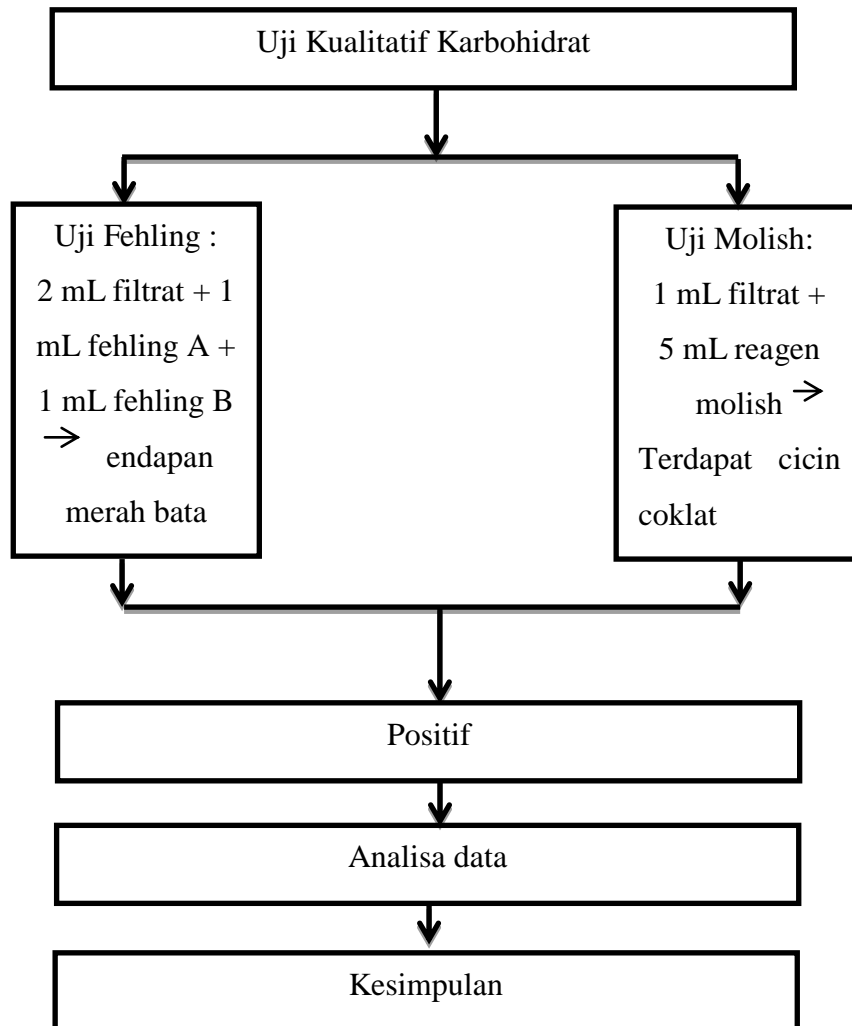 Uji Kualitatif Karbohidrat
Uji Fehling :
2 mL filtrat + 1
mL fehling A +
1 mL fehling B
→ endapan
merah bata
Uji Molish:
1 mL filtrat +
5 mL reagen
molish →
Terdapat cicin
coklat
Positif
Analisa data
Kesimpulan